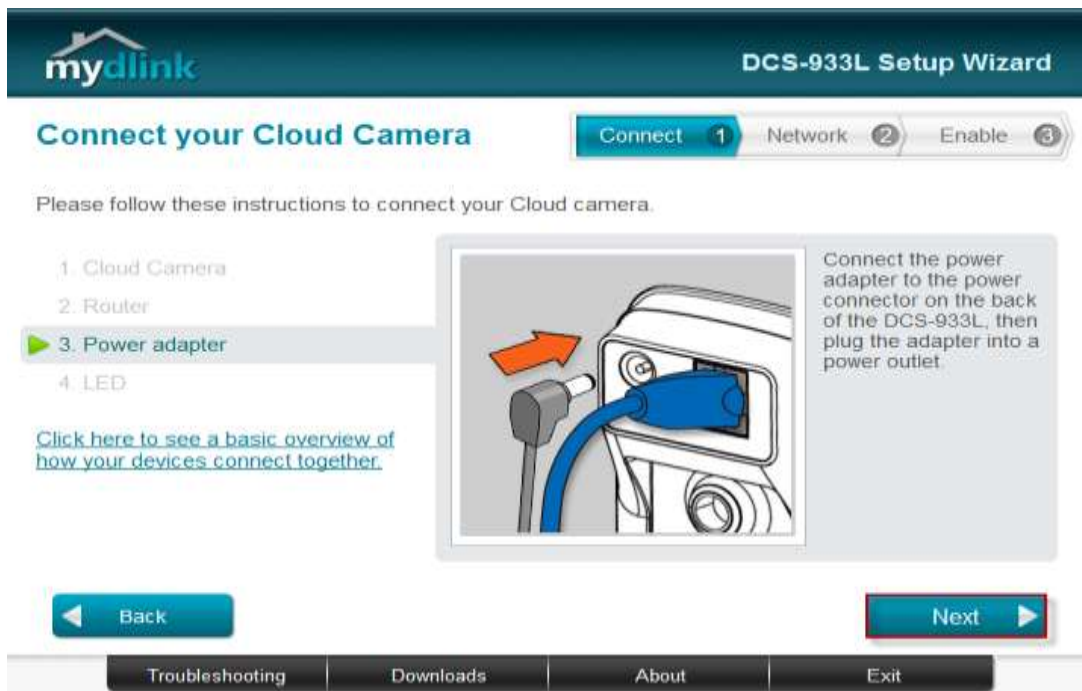 mydlink
DCS-933L Setup Wizard
Connect your Cloud Camera
Connect 1 Network 2 Enable 3
Please follow these instructions to connect your Cloud camera.
1. Cloud Camera
2. Router
3. Power adapter
4. LED
Click here to see a basic overview of
how your devices connect together.
Connect the power
adapter to the power
connector on the back
of the DCS-933L, then
plug the adapter into a
power outlet.
Back
Next
Troubleshooting Downloads About Exit